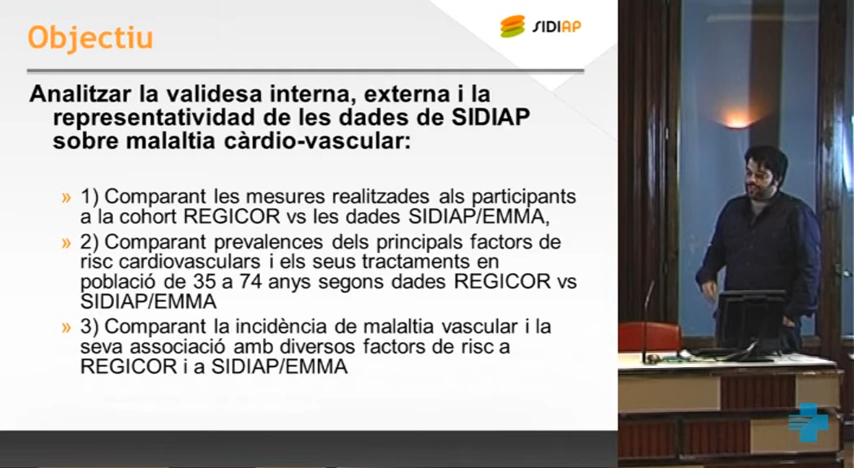 Objectiu
SIDIAP
Analitzar la validesa interna, externa i la
representatividad de les dades de SIDIAP
sobre malaltia càrdio-vascular:
» 1) Comparant les mesures realitzades als participants
a la cohort REGICOR vs les dades SIDIAP/EMMA,
» 2) Comparant prevalences dels principals factors de
risc cardiovasculars i els seus tractaments en
població de 35 a 74 anys segons dades REGICOR vs
SIDIAP/EMMA
» 3) Comparant la incidència de malaltia vascular i la
seva associació amb diversos factors de risc a
REGICOR i a SIDIAP/EMMA